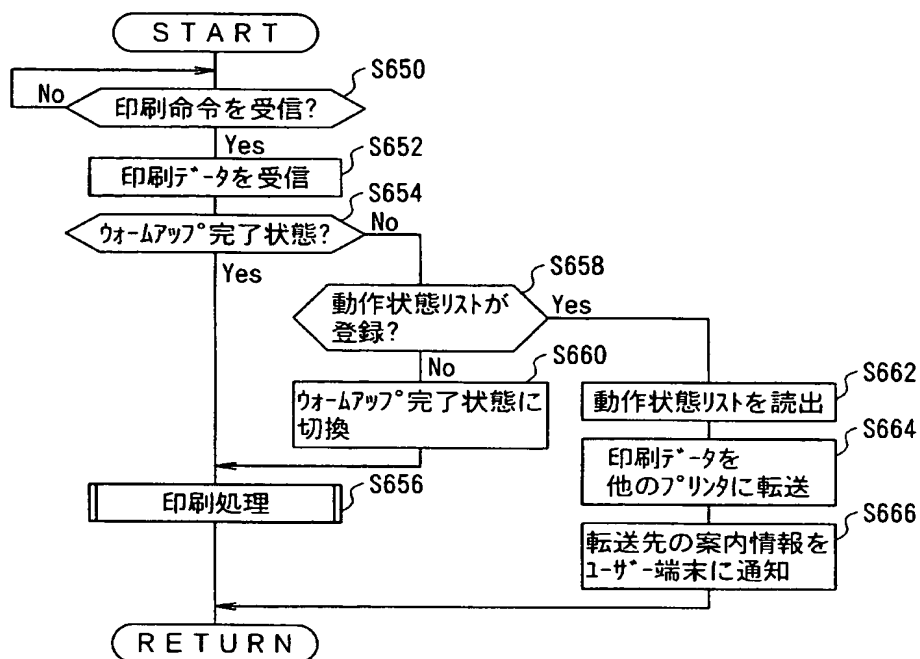 START
S650
No
印刷命令を受信?
Yes
S652
印刷ﾃﾞｰﾀを受信
S654
ｳｫｰﾑｱｯﾌﾟ完了状態?
No
Yes
S658
動作状態ﾘｽﾄが
登録?
Yes
No
S660
ｳｫｰﾑｱｯﾌﾟ完了状態に
切換
S662
動作状態ﾘｽﾄを読出
S664
印刷ﾃﾞｰﾀを
他のﾌﾟﾘﾝﾀに転送
S656
印刷処理
S666
転送先の案内情報を
ﾕｰｻﾞｰ端末に通知
RETURN